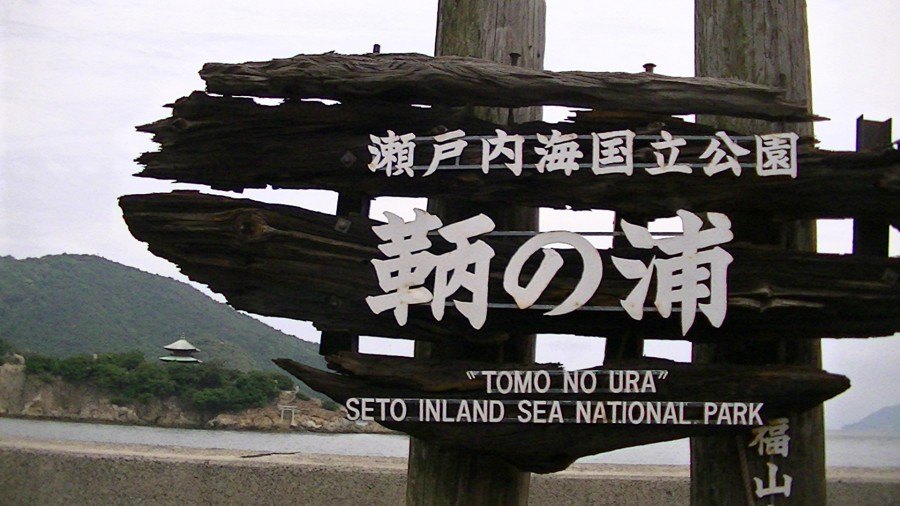 瀬戸内海国立公園
鞆の浦
"TOMO NO URA"
SETO INLAND SEA NATIONAL PARK
福山